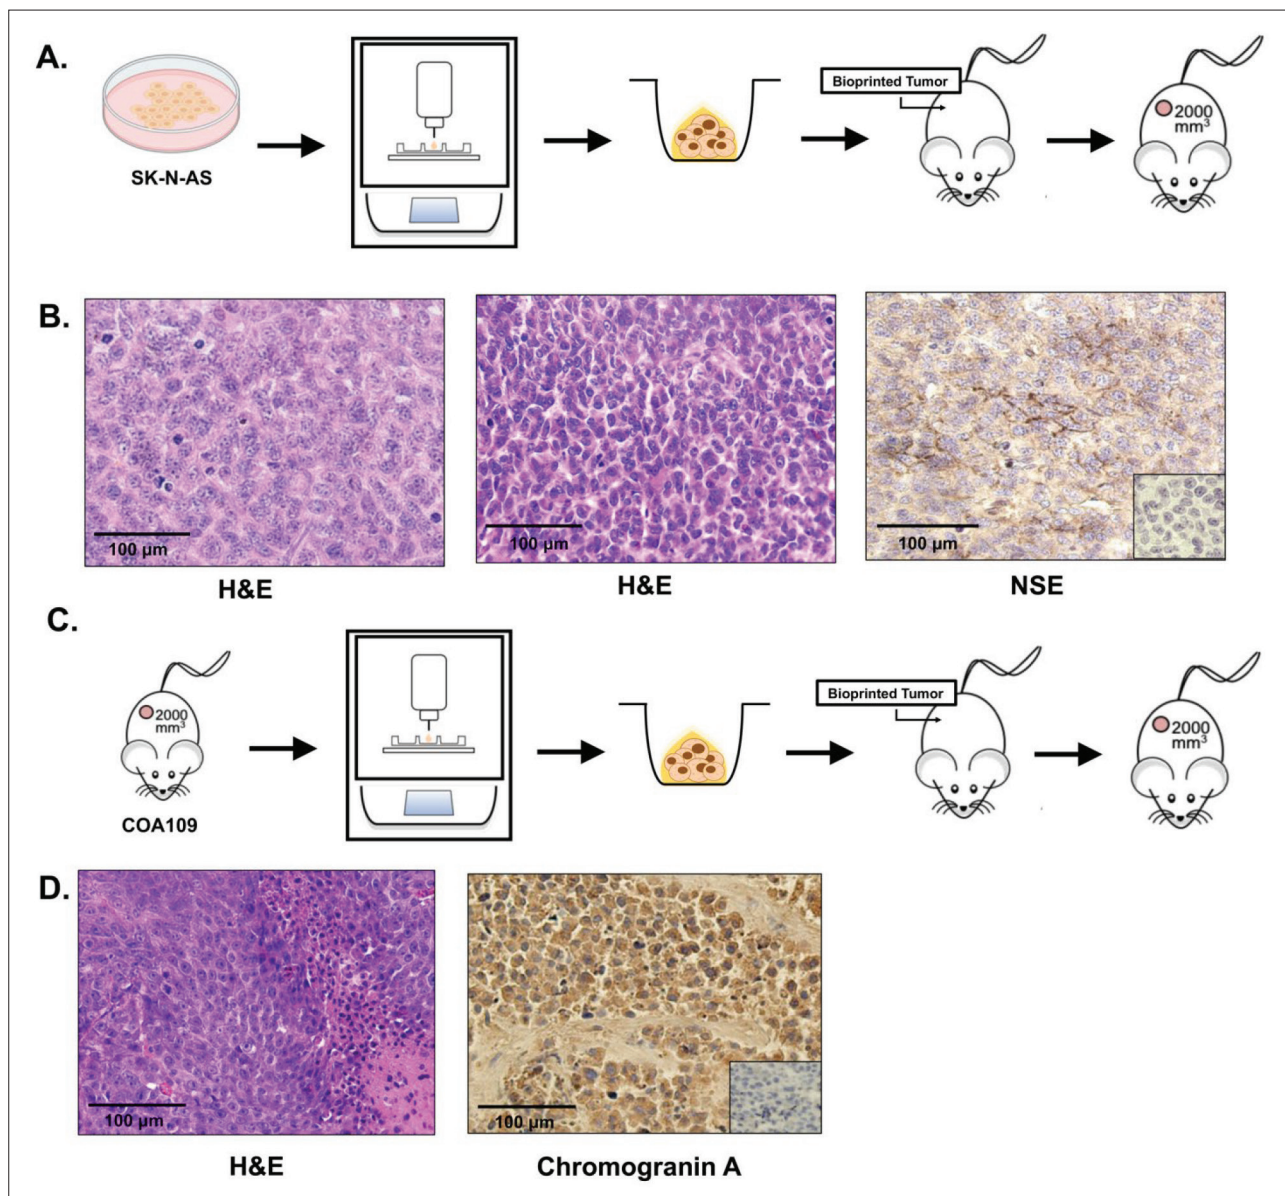 A.
SK-N-AS
Bioprinted Tumor
2000
mm³
B.
100 µm
100 µm
100 µm
H&E
H&E
NSE
C.
2000
mm³
COA109
Bioprinted Tumor
2000
mm³
D.
100 µm
100 µm
H&E
Chromogranin A